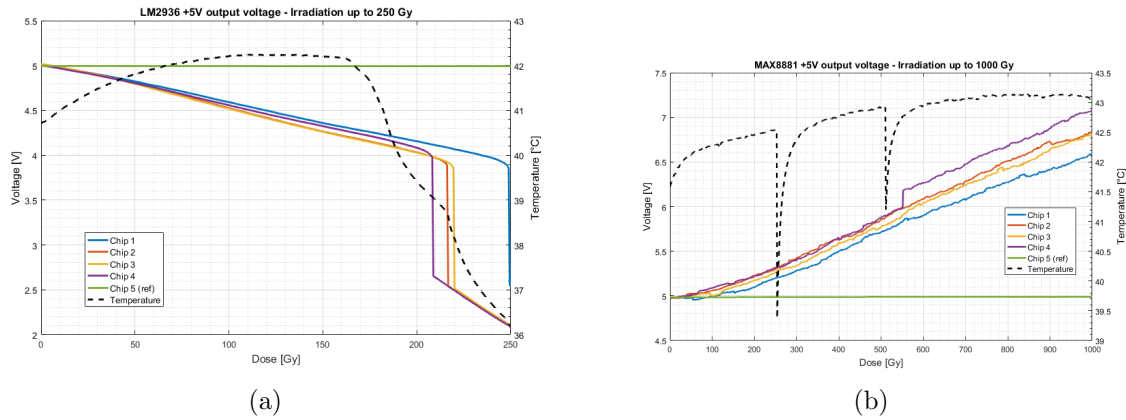 LM2936 +5V output voltage - Irradiation up to 250 Gy
5.5
5
4.5
4
3.5
3
2.5
2
Voltage [V]
43
42
41
40
39
38
37
36
Temperature [°C]
Chip 1
Chip 2
Chip 3
Chip 4
Chip 5 (ref)
Temperature
0 50 100 150 200 250
Dose [Gy]
(a)
MAX8881 +5V output voltage - Irradiation up to 1000 Gy
7.5
7
6.5
6
5.5
5
4.5
Voltage [V]
43.5
43
42.5
42
41.5
41
40.5
40
39.5
39
Temperature [°C]
Chip 1
Chip 2
Chip 3
Chip 4
Chip 5 (ref)
Temperature
0 100 200 300 400 500 600 700 800 900 1000
Dose [Gy]
(b)